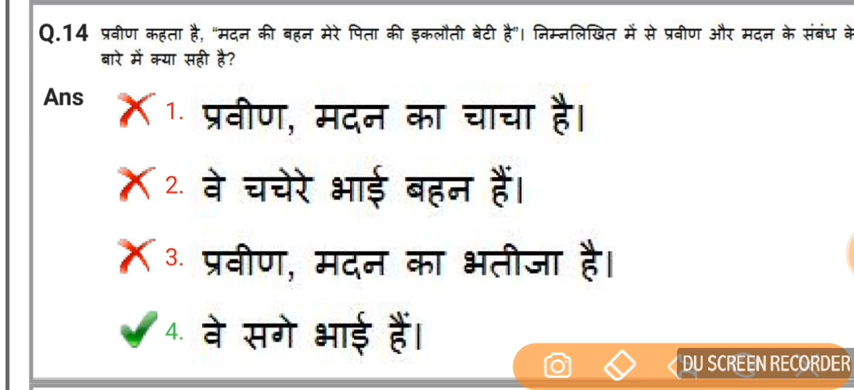 Q.14 प्रवीण कहता है, “मदन की बहन मेरे पिता की इकलौती बेटी है”। निम्नलिखित में से प्रवीण और मदन के संबंध के
बारे में क्या सही है?
Ans 1. प्रवीण, मदन का चाचा है।
2. वे चचेरे भाई बहन हैं।
3. प्रवीण, मदन का भतीजा है।
4. वे सगे भाई हैं।
DU SCREEN RECORDER